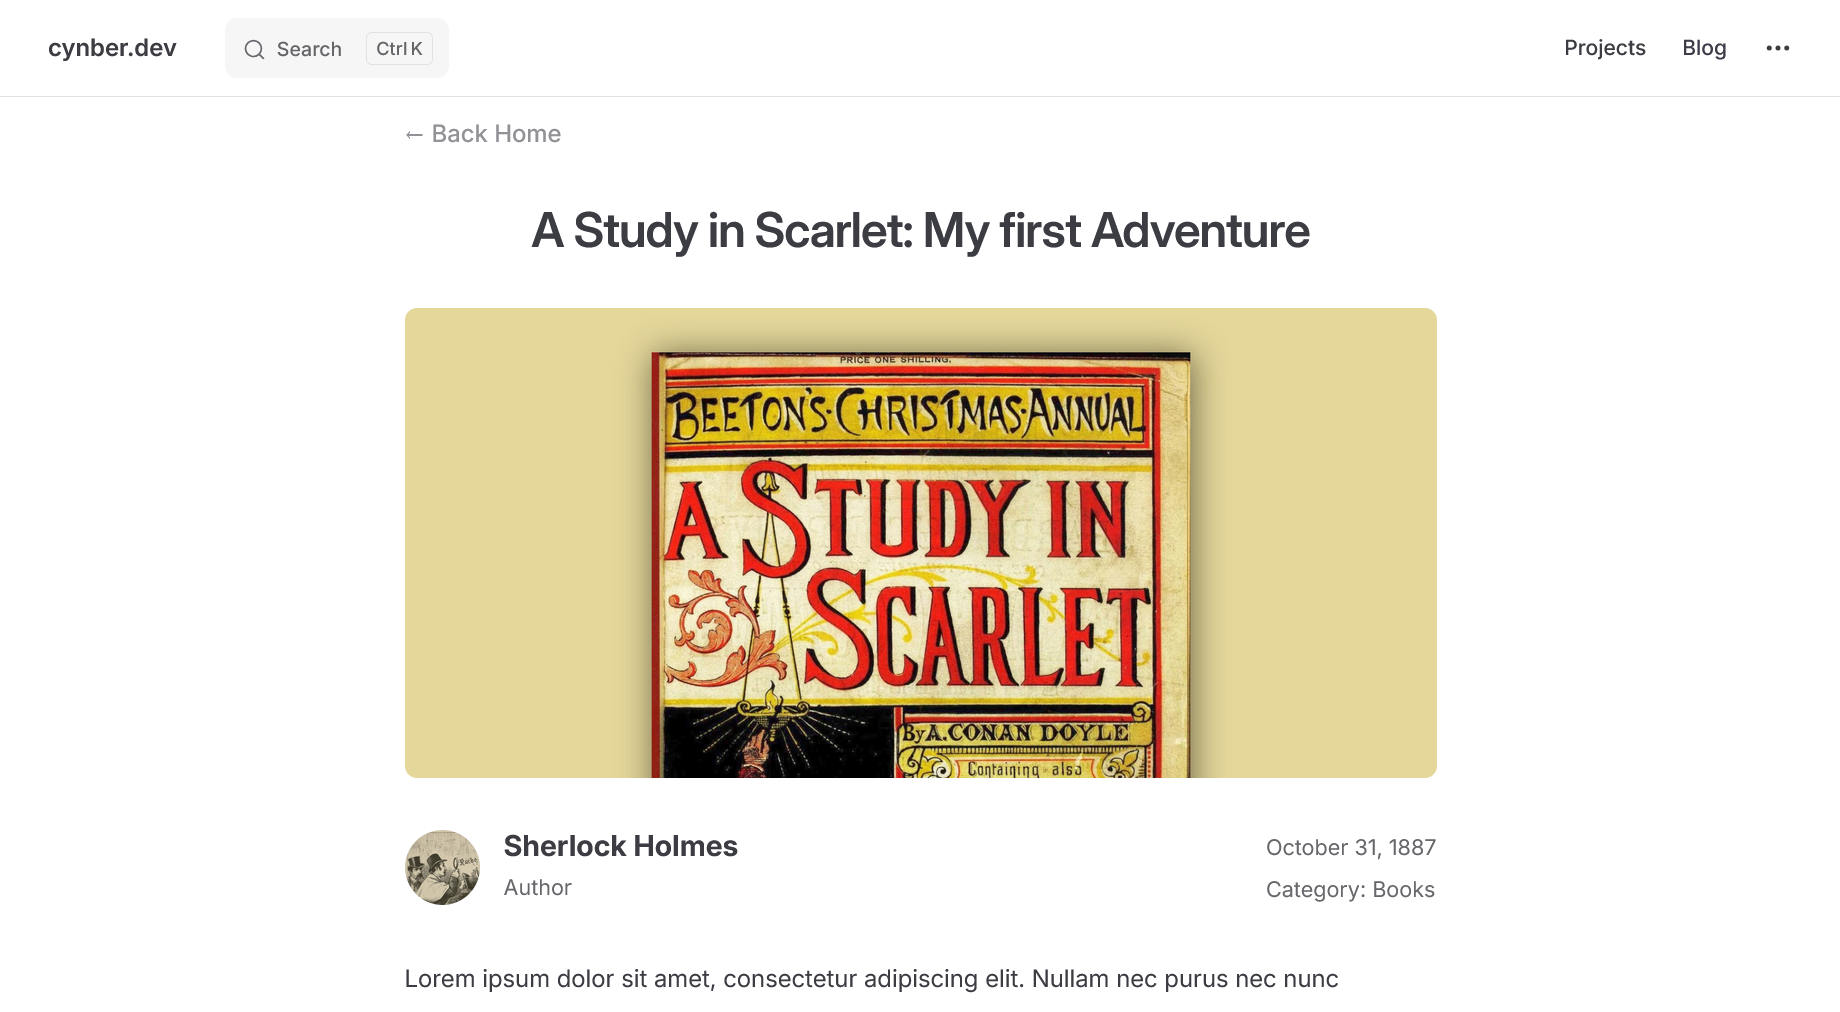 cynber.dev
Search
Ctrl K
Projects
Blog
← Back Home
A Study in Scarlet: My first Adventure
PRICE ONE SHILLING.
BEETON'S·CHRISTMAS·ANNUAL
A STUDY IN
SCARLET
By A. CONAN DOYLE
Containing also
Sherlock Holmes
October 31, 1887
Author
Category: Books
Lorem ipsum dolor sit amet, consectetur adipiscing elit. Nullam nec purus nec nunc